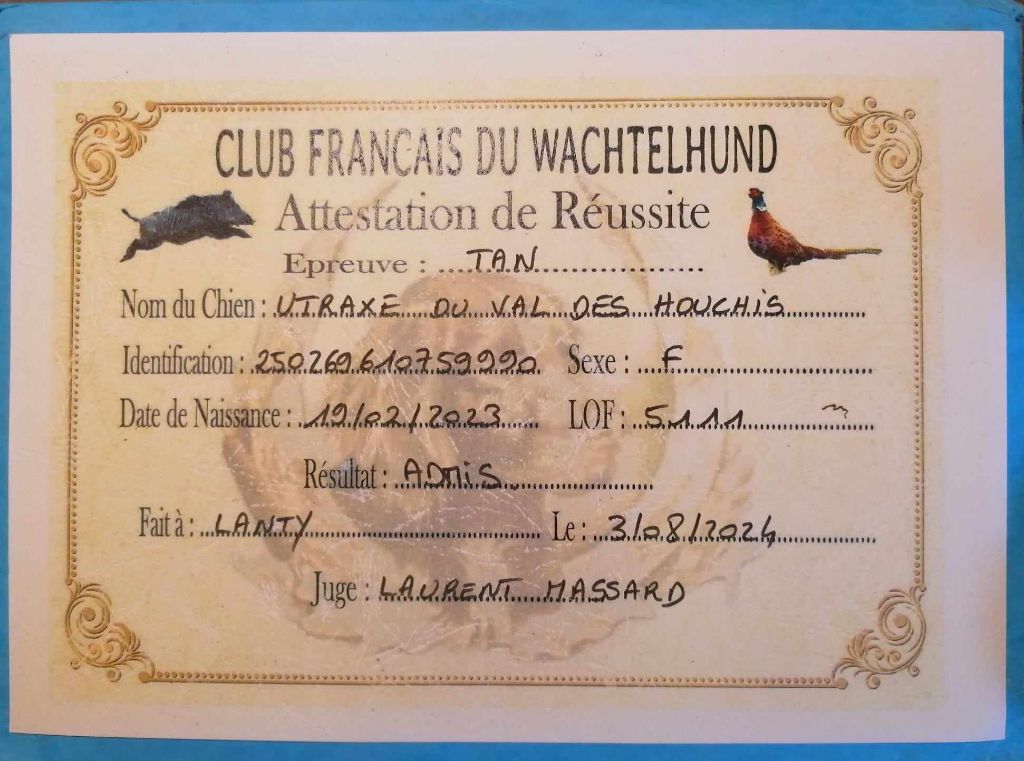 CLUB FRANCAIS DU WACHTELHUND
Attestation de Réussite
Epreuve : TAN
Nom du Chien : UTRAXE DU VAL DES HOUCHIS
Identification : 250269610759990 Sexe : F
Date de Naissance : 19/02/2023 LOF : 5111
Résultat : ADMIS
Fait à : LANTY Le : 3/08/2024
Juge : LAURENT MASSARD